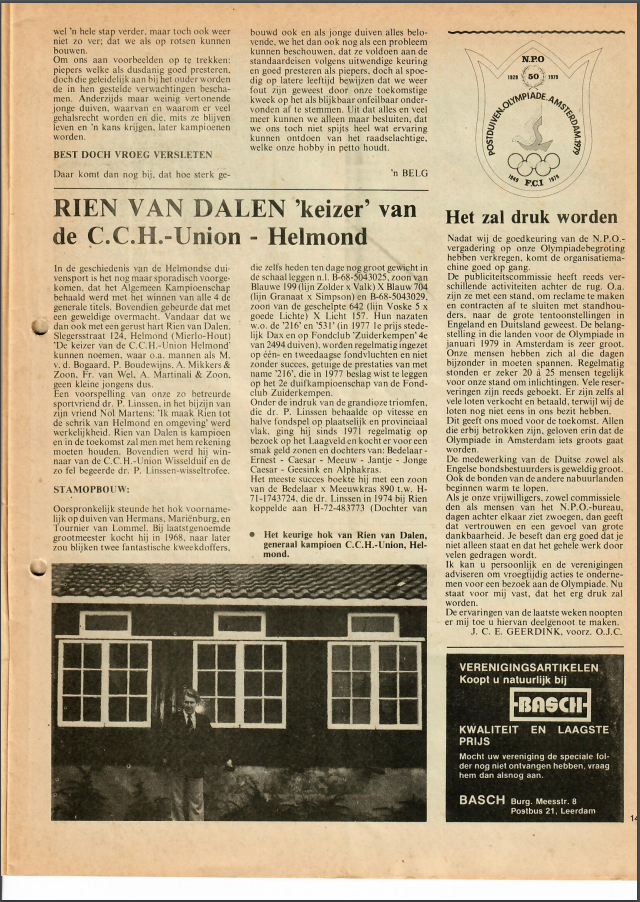 wel 'n hele stap verder, maar toch ook weer
niet zo ver; dat we als op rotsen kunnen
bouwen.
Om ons aan voorbeelden op te trekken:
piepers welke als dusdanig goed presteren,
doch die geleidelijk aan bij het ouder worden
de in hen gestelde verwachtingen bescha-
men. Anderzijds maar weinig vertonende
jonge duiven, waarvan en waarom er veel
gehalsrecht worden en die, mits ze blijven
leven en 'n kans krijgen, later kampioenen
worden.
BEST DOCH VROEG VERSLETEN
Daar komt dan nog bij, dat hoe sterk ge-
bouwd ook en als jonge duiven alles belo-
vende, we het dan ook nog als een probleem
kunnen beschouwen, dat ze voldoen aan de
standaardeisen volgens uitwendige keuring
en goed presteren als piepers, doch al spoe-
dig op latere leeftijd bewijzen dat we weer
fout zijn geweest door onze toekomstige
kweek op het als blijkbaar onfeilbaar onder-
vonden af te stemmen. Uit dat alles en veel
meer kunnen we alleen maar besluiten, dat
we ons toch niet spijts heel wat ervaring
kunnen ontdoen van het raadselachtige,
welke onze hobby in petto houdt.
'n BELG
RIEN VAN DALEN 'keizer' van
de C.C.H.-Union - Helmond
In de geschiedenis van de Helmondse dui-
vensport is het nog maar sporadisch voorge-
komen, dat het Algemeen Kampioenschap
behaald werd met het winnen van alle 4 de
generale titels. Bovendien gebeurde dat met
een geweldige overmacht. Vandaar dat we
dan ook met een gerust hart Rien van Dalen,
Slegersstraat 124, Helmond (Mierlo-Hout)
'De keizer van de C.C.H.-Union Helmond'
kunnen noemen, waar o.a. mannen als M.
v.d. Bogaard, P. Boudewijns, A. Mikkers &
Zoon, Fr. van Wel, A. Martinali & Zoon,
geen kleine jongens dus.
Een voorspelling van onze zo betreurde
sportvriend dr. P. Linssen, in het bijzijn van
zijn vriend Nol Martens: 'Ik maak Rien tot
de schrik van Helmond en omgeving' werd
werkelijkheid. Rien van Dalen is kampioen
en in de toekomst zal men met hem rekening
moeten houden. Bovendien werd hij win-
naar van de C.C.H.-Union Wisselduif en de
zo fel begeerde dr. P. Linssen-wisseltrofee.
STAMOPBOUW:
Oorspronkelijk steunde het hok voorname-
lijk op duiven van Hermans, Mariënburg, en
Tournier van Lommel. Bij laatstgenoemde
grootmeester kocht hij in 1968, naar later
zou blijken twee fantastische kweekdoffers,
die zelfs heden ten dage nog groot gewicht in
de schaal leggen n.l. B-68-5043025, zoon van
Blauwe 199 (lijn Zolder x Valk) X Blauw 704
(lijn Granaat x Simpson) en B-68-5043029,
zoon van de geschelpte 642 (lijn Voske 5 x
goede Lichte) X Licht 157. Hun nazaten
w.o. de '216' en '531' (in 1977 1e prijs stede-
lijk Dax en op Fondclub 'Zuiderkempen' 4e
van 2494 duiven), worden regelmatig ingezet
op één- en tweedaagse fondvluchten en niet
zonder succes, getuige de prestaties van met
name '216', die in 1977 beslag wist te leggen
op het 2e duifkampioenschap van de Fond-
club Zuiderkempen.
Onder de indruk van de grandioze triomfen,
die dr. P. Linssen behaalde op vitesse en
halve fondspel op plaatselijk en provinciaal
vlak, ging hij sinds 1971 regelmatig op
bezoek op het Laagveld en kocht er voor een
smak geld zonen en dochters van: Bedelaar -
Ernest - Caesar - Meeuw - Jantje - Jonge
Caesar - Geesink en Alphakras.
Het meeste succes boekte hij met een zoon
van de Bedelaar x Meeuwkras 890 t.w. H-
71-1743724, die dr. Linssen in 1974 bij Rien
koppelde aan H-72-483773 (Dochter van
● Het keurige hok van Rien van Dalen,
generaal kampioen C.C.H.-Union, Hel-
mond.
N.P.O
1929 50 1979
POSTDUIVEN-OLYMPIADE-AMSTERDAM.1979
1949 F.C.I 1979
Het zal druk worden
Nadat wij de goedkeuring van de N.P.O.-
vergadering op onze Olympiadebegroting
hebben verkregen, komt de organisatiema-
chine goed op gang.
De publiciteitscommissie heeft reeds ver-
schillende activiteiten achter de rug. O.a.
zijn ze met een stand, om reclame te maken
en contracten af te sluiten met standhou-
ders, naar de grote tentoonstellingen in
Engeland en Duitsland geweest. De belang-
stelling in die landen voor de Olympiade in
januari 1979 in Amsterdam is zeer groot.
Onze mensen hebben zich al die dagen
bijzonder in moeten spannen. Regelmatig
stonden er zeker 20 à 25 mensen tegelijk
voor onze stand om inlichtingen. Vele reser-
veringen zijn reeds geboekt. Er zijn zelfs al
vele loten verkocht en betaald, terwijl wij de
loten nog niet eens in ons bezit hebben.
Dit geeft ons moed voor de toekomst. Allen
die erbij betrokken zijn, geloven erin dat de
Olympiade in Amsterdam iets groots gaat
worden.
De medewerking van de Duitse zowel als
Engelse bondsbestuurders is geweldig groot.
Ook de bonden van de andere nabuurlanden
beginnen warm te lopen.
Als je onze vrijwilligers, zowel commissiele
den als mensen van het N.P.O.-bureau,
dagen achter elkaar ziet zwoegen, dan geeft
dat vertrouwen en een gevoel van grote
dankbaarheid. Je beseft dan erg goed dat je
niet alleen staat en dat het gehele werk door
velen gedragen wordt.
Ik kan u persoonlijk en de verenigingen
adviseren om vroegtijdig acties te onderne-
men voor een bezoek aan de Olympiade. Nu
staat voor mij vast, dat het erg druk zal
worden.
De ervaringen van de laatste weken noopten
er mij toe u hiervan deelgenoot te maken.
J. C. E. GEERDINK, voorz. O.J.C.
VERENIGINGSARTIKELEN
Koopt u natuurlijk bij
BASCH
KWALITEIT EN LAAGSTE
PRIJS
Mocht uw vereniging de speciale fol-
der nog niet ontvangen hebben, vraag
hem dan alsnog aan.
BASCH Burg. Meesstr. 8
Postbus 21, Leerdam
14